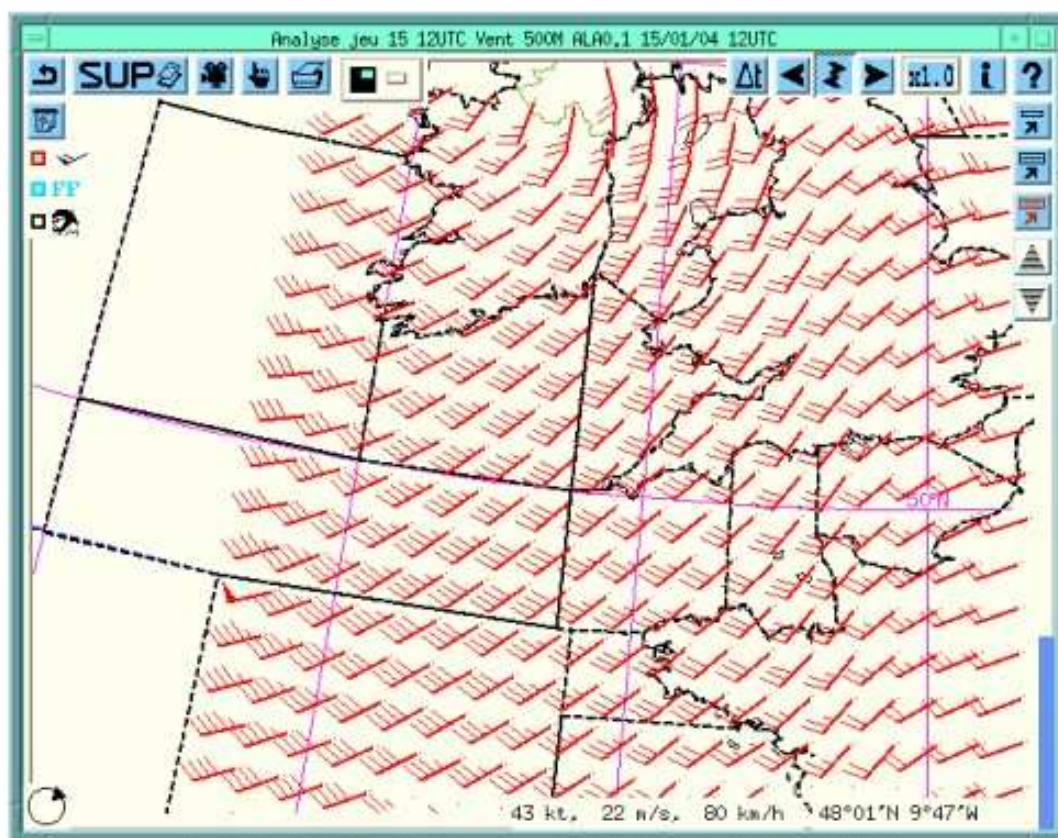 Analyse jeu 15 12UTC Vent 500M ALA0.1 15/01/04 12UTC
SUP Δt x1.0 i ?
FF
50°N
43 kt, 22 m/s, 80 km/h 48°01'N 9°47'W